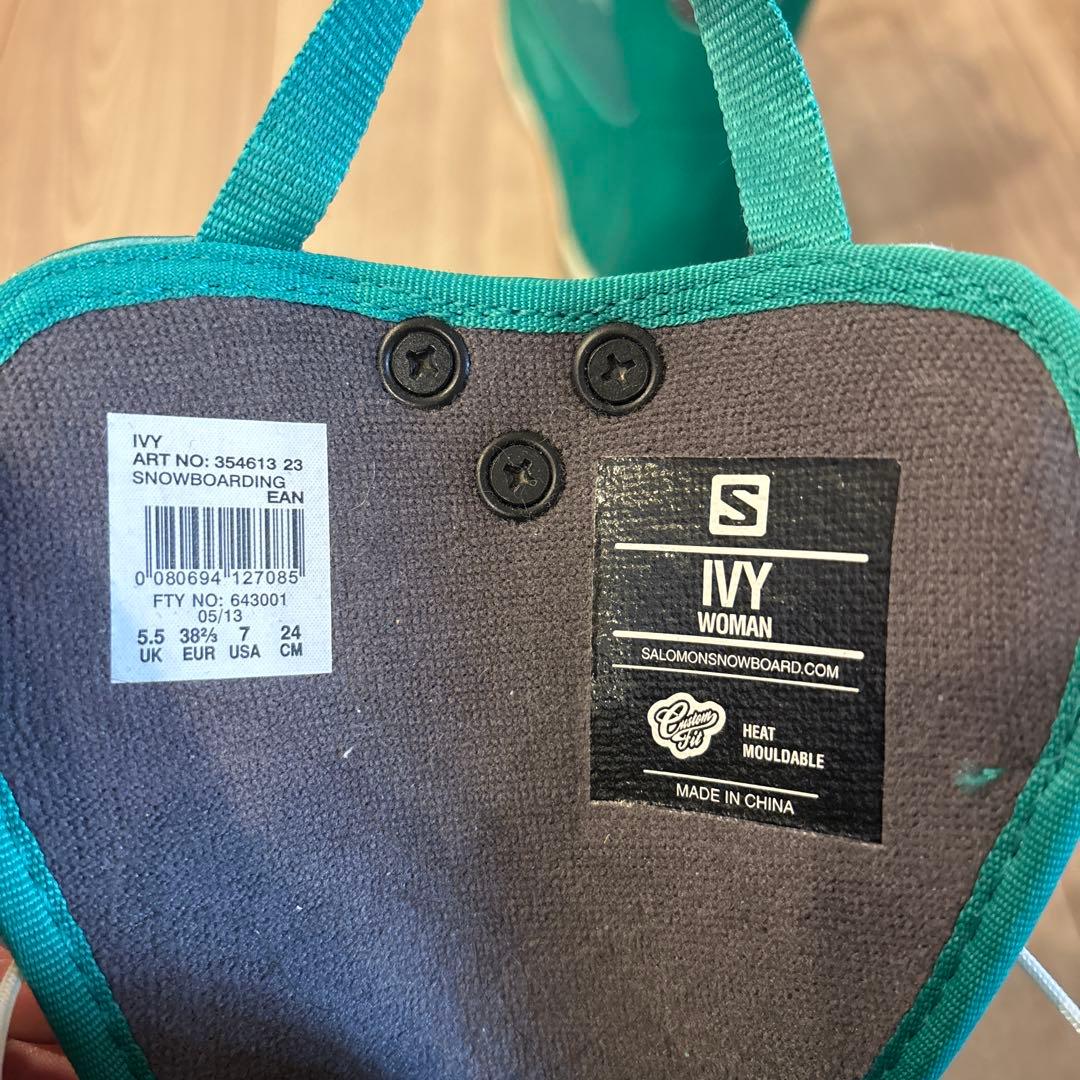 IVY
ART NO: 354613 23
SNOWBOARDING
EAN
0 080694 127085
FTY NO: 643001
05/13
5.5 38⅔ 7 24
UK EUR USA CM
S
IVY
WOMAN
SALOMONSNOWBOARD.COM
Custom
Fit
HEAT
MOULDABLE
MADE IN CHINA